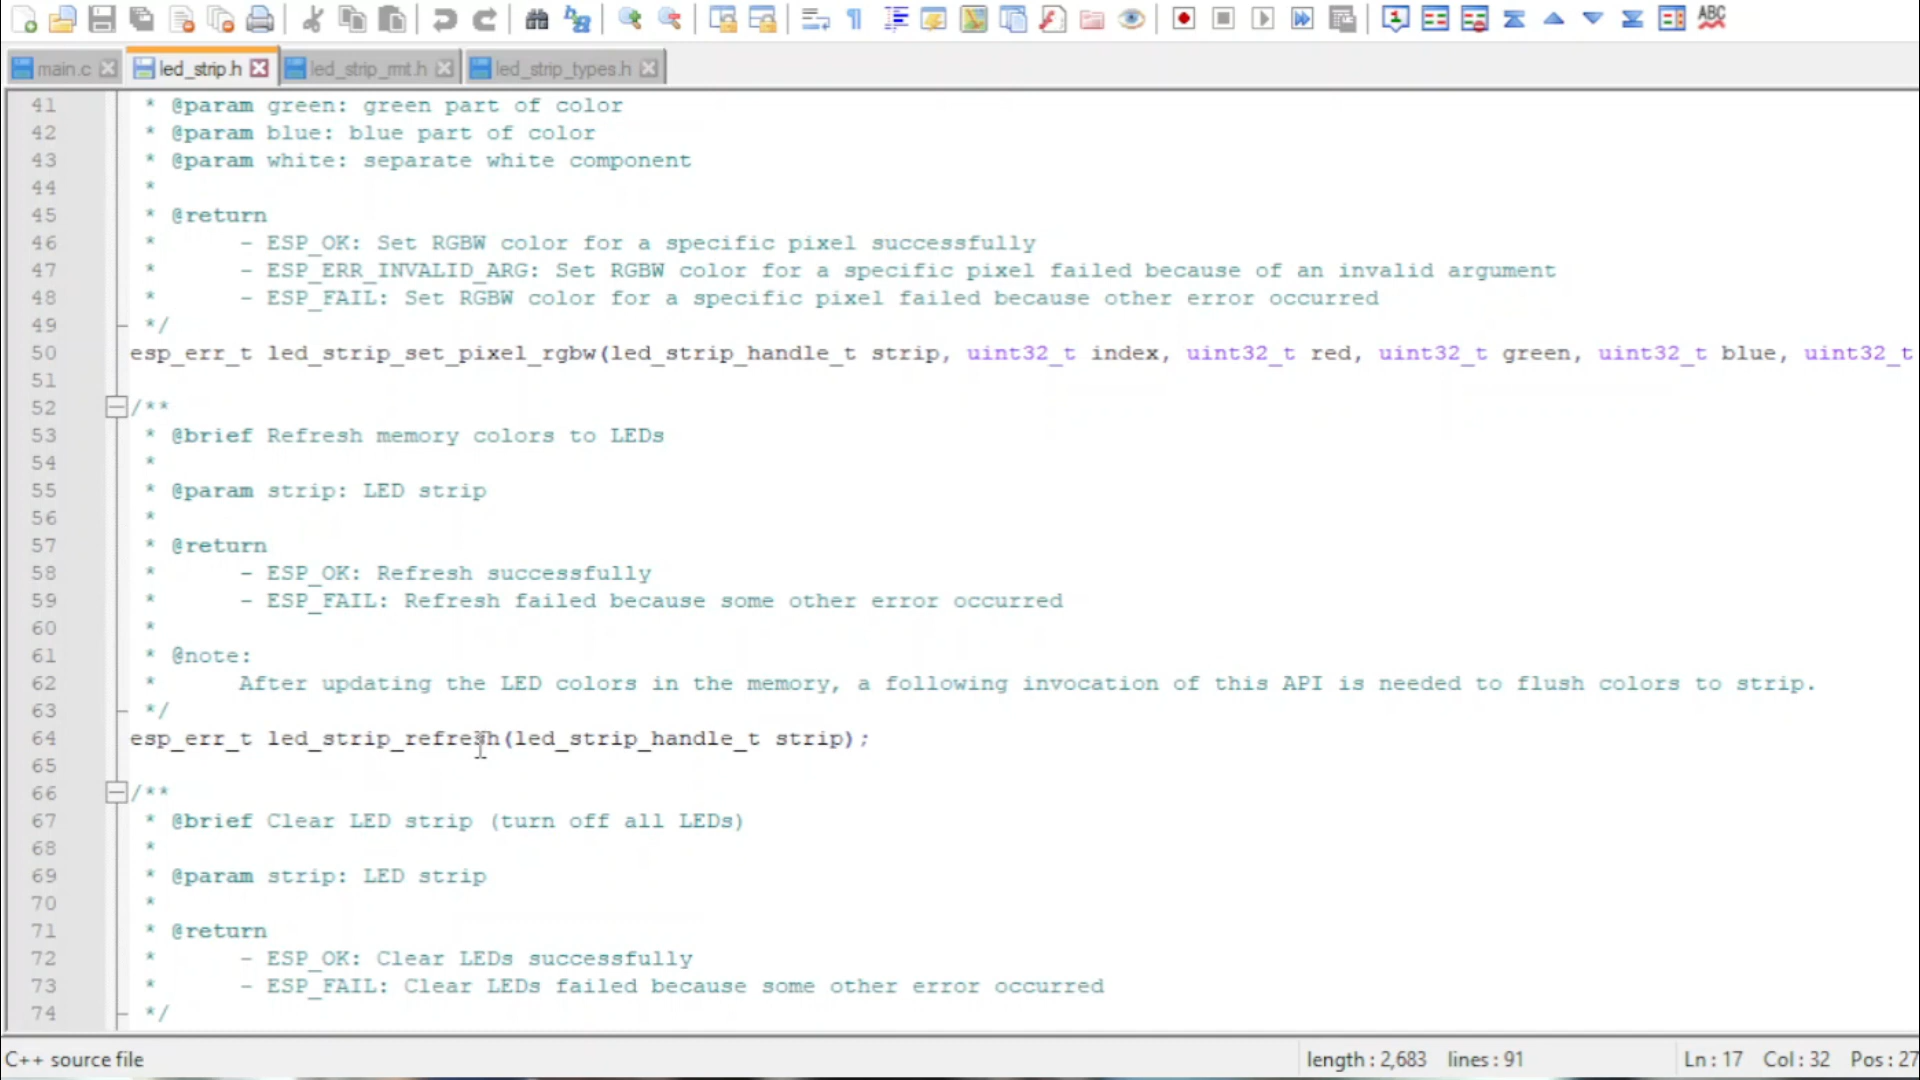 ABC
main.c
led_strip.h
led_strip_rmt.h
led_strip_types.h
41 * @param green: green part of color
42 * @param blue: blue part of color
43 * @param white: separate white component
44 *
45 * @return
46 * - ESP_OK: Set RGBW color for a specific pixel successfully
47 * - ESP_ERR_INVALID_ARG: Set RGBW color for a specific pixel failed because of an invalid argument
48 * - ESP_FAIL: Set RGBW color for a specific pixel failed because other error occurred
49 */
50 esp_err_t led_strip_set_pixel_rgbw(led_strip_handle_t strip, uint32_t index, uint32_t red, uint32_t green, uint32_t blue, uint32_t
51
52 /**
53 * @brief Refresh memory colors to LEDs
54 *
55 * @param strip: LED strip
56 *
57 * @return
58 * - ESP_OK: Refresh successfully
59 * - ESP_FAIL: Refresh failed because some other error occurred
60 *
61 * @note:
62 * After updating the LED colors in the memory, a following invocation of this API is needed to flush colors to strip.
63 */
64 esp_err_t led_strip_refresh(led_strip_handle_t strip);
65
66 /**
67 * @brief Clear LED strip (turn off all LEDs)
68 *
69 * @param strip: LED strip
70 *
71 * @return
72 * - ESP_OK: Clear LEDs successfully
73 * - ESP_FAIL: Clear LEDs failed because some other error occurred
74 */
C++ source file length : 2,683 lines : 91 Ln : 17 Col : 32 Pos : 27